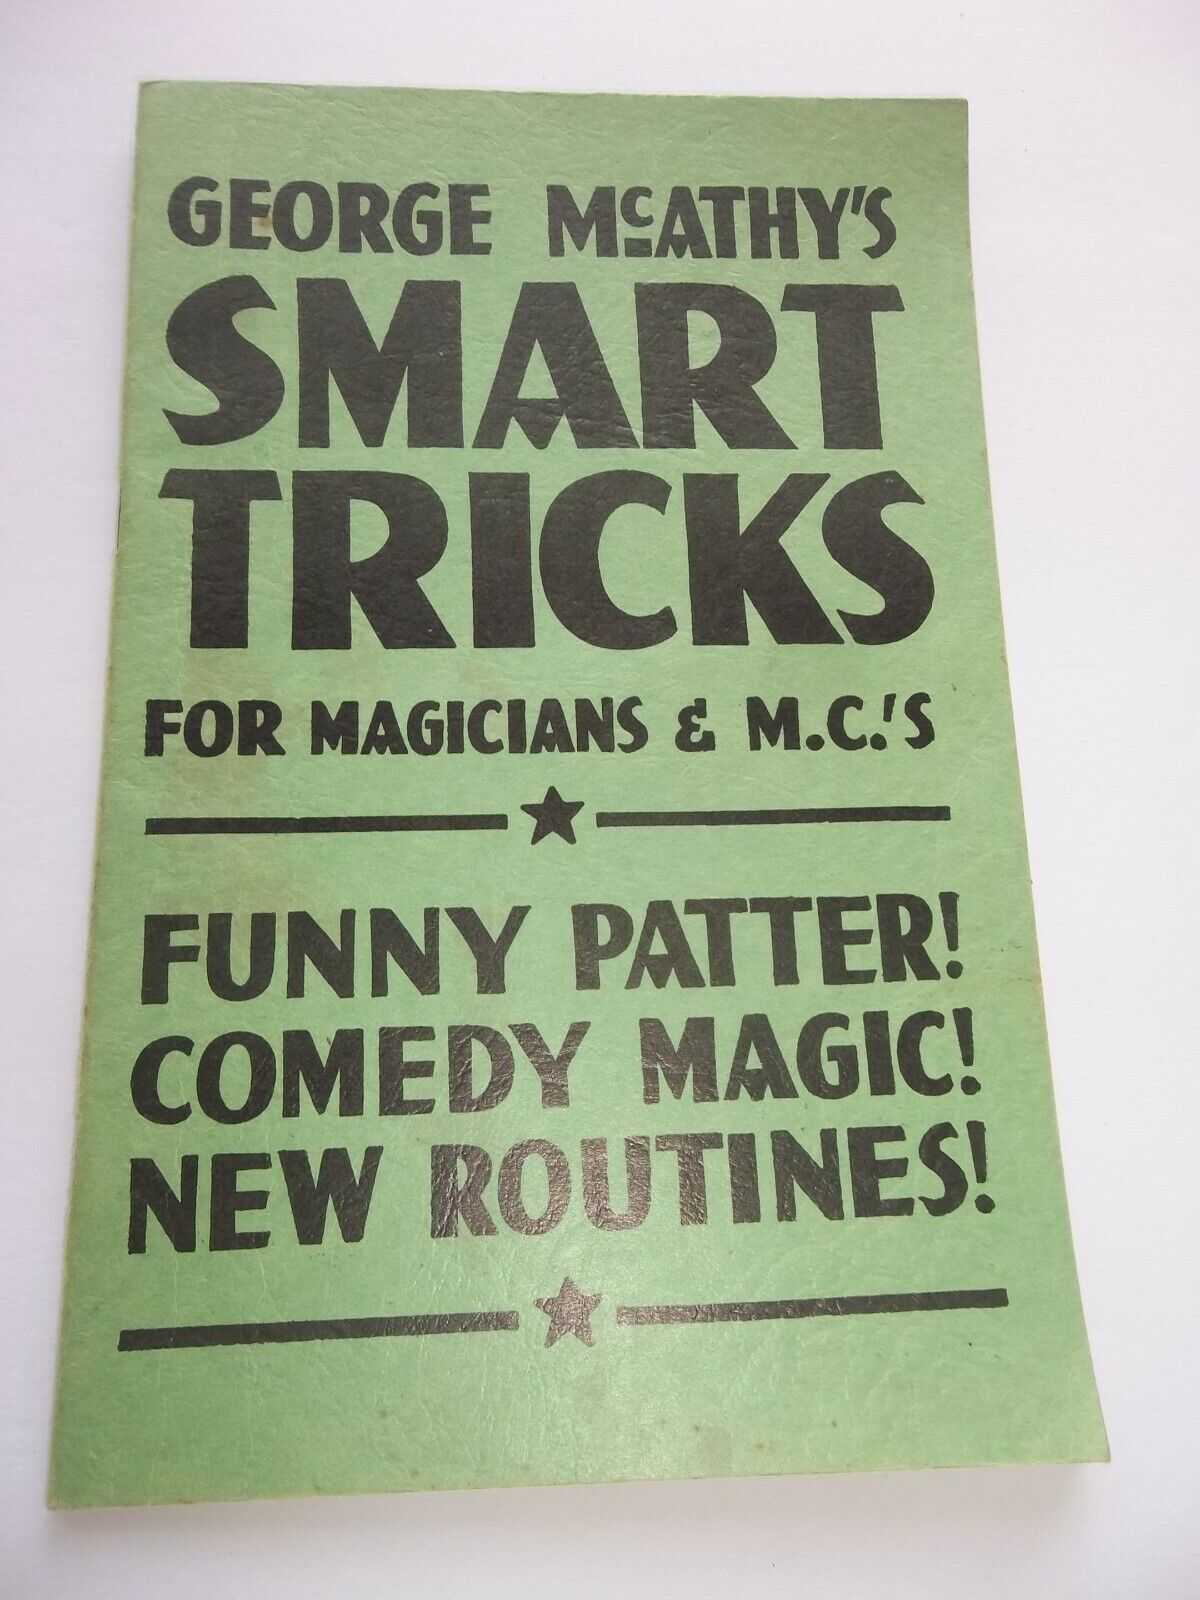 GEORGE McATHY'S
SMART
TRICKS
FOR MAGICIANS & M.C.'S
FUNNY PATTER!
COMEDY MAGIC!
NEW ROUTINES!